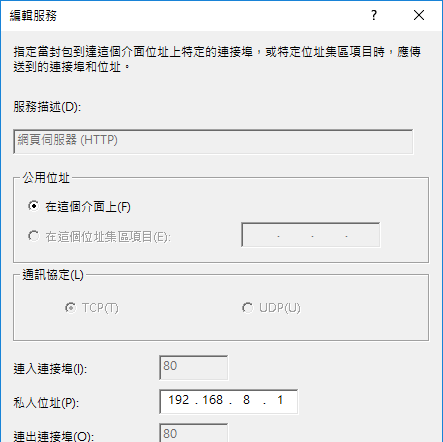 編輯服務
指定當封包到達這個介面位址上特定的連接埠，或特定位址集區項目時，應傳
送到的連接埠和位址。
服務描述(D):
網頁伺服器 (HTTP)
公用位址
在這個介面上(F)
在這個位址集區項目(E):
. . .
通訊協定(L)
TCP(T) UDP(U)
連入連接埠(I): 80
私人位址(P): 192 . 168 . 8 . 1
連出連接埠(O): 80